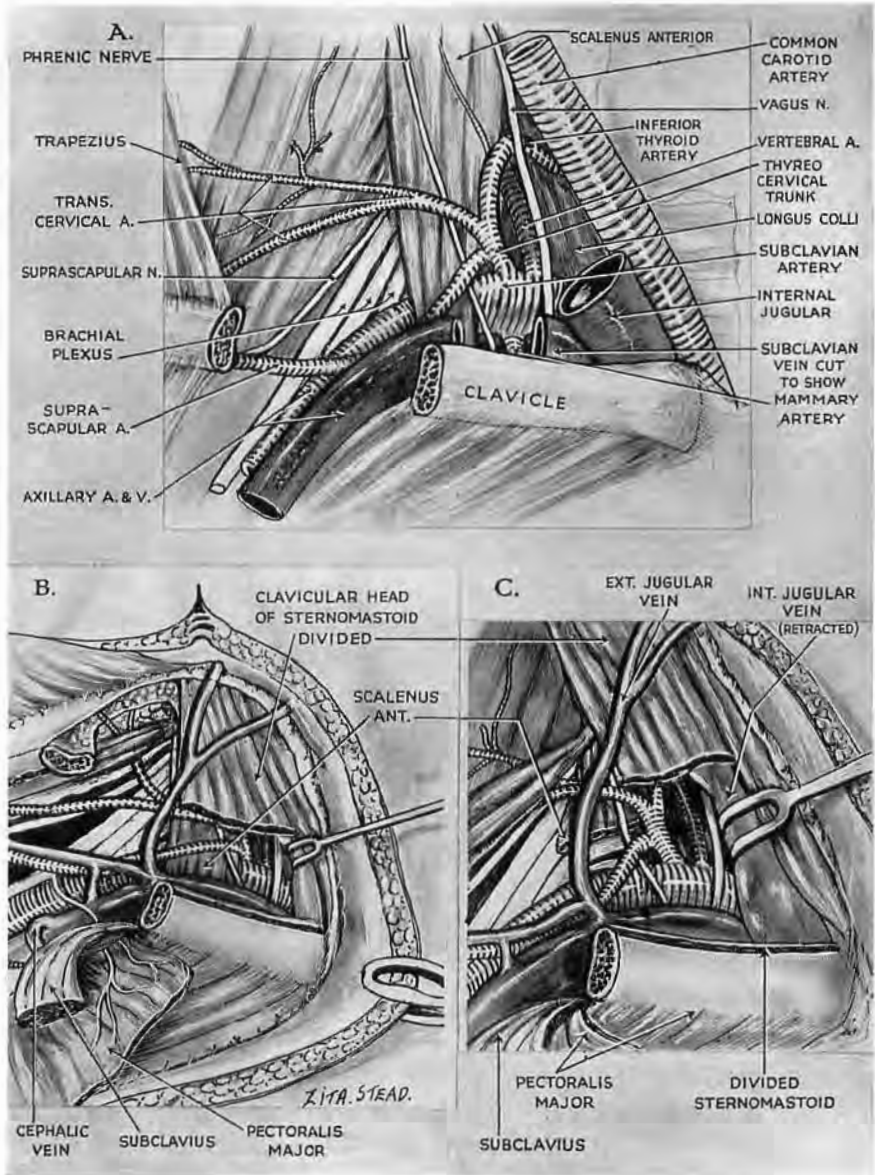 A.
PHRENIC NERVE
TRAPEZIUS
TRANS.
CERVICAL A.
SUPRASCAPULAR N.
BRACHIAL
PLEXUS
SUPRA-
SCAPULAR A.
AXILLARY A. & V.
SCALENUS ANTERIOR
COMMON
CAROTID
ARTERY
VAGUS N.
INFERIOR
THYROID
ARTERY
VERTEBRAL A.
THYREO
CERVICAL
TRUNK
LONGUS COLLI
SUBCLAVIAN
ARTERY
INTERNAL
JUGULAR
SUBCLAVIAN
VEIN CUT
TO SHOW
MAMMARY
ARTERY
CLAVICLE
B.
CLAVICULAR HEAD
OF STERNOMASTOID
DIVIDED
SCALENUS
ANT.
ZITA. STEAD.
CEPHALIC
VEIN
SUBCLAVIUS
PECTORALIS
MAJOR
C.
EXT. JUGULAR
VEIN
INT. JUGULAR
VEIN
(RETRACTED)
PECTORALIS
MAJOR
DIVIDED
STERNOMASTOID
SUBCLAVIUS